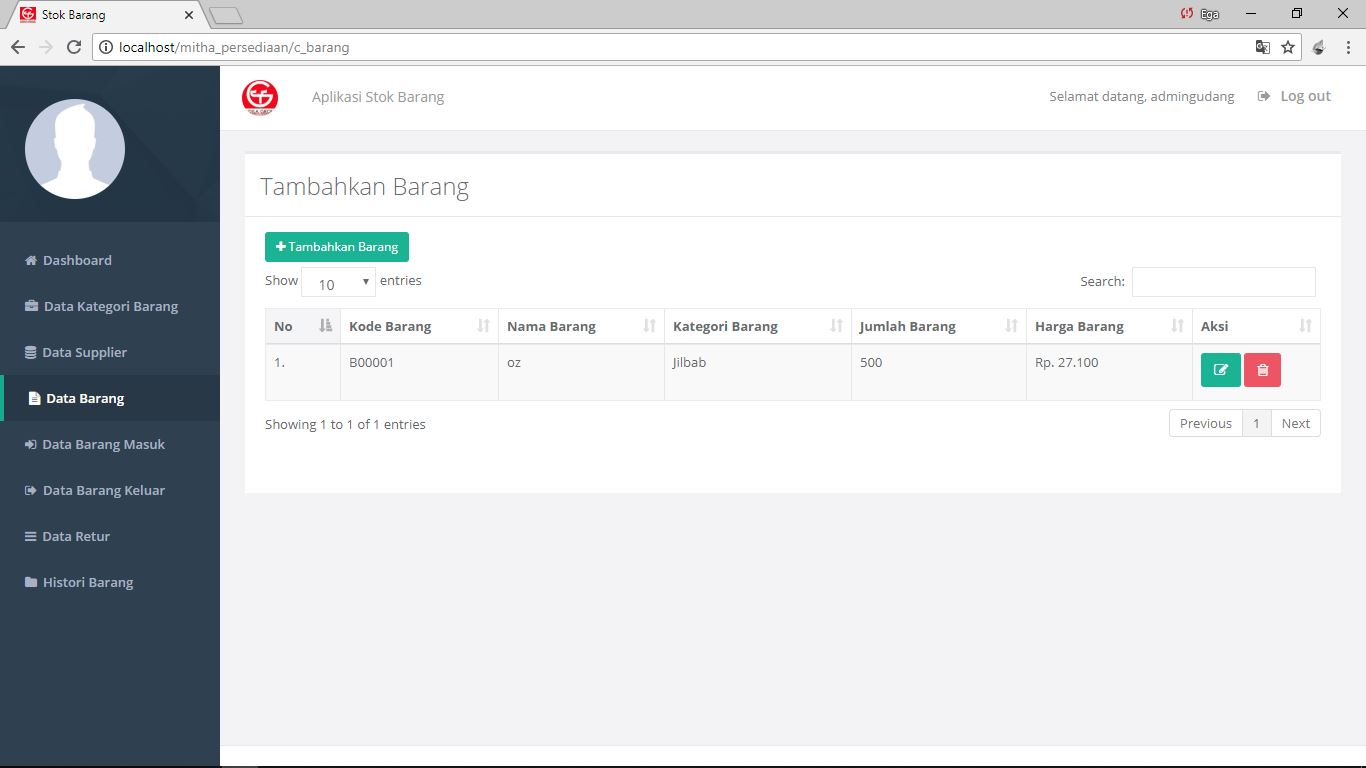 Stok Barang
Ega
localhost/mitha_persediaan/c_barang
Aplikasi Stok Barang
Selamat datang, admingudang
Log out
Dashboard
Data Kategori Barang
Data Supplier
Data Barang
Data Barang Masuk
Data Barang Keluar
Data Retur
Histori Barang
Tambahkan Barang
Tambahkan Barang
Show 10 entries
Search:
No Kode Barang Nama Barang Kategori Barang Jumlah Barang Harga Barang Aksi
1. B00001 oz Jilbab 500 Rp. 27.100
Showing 1 to 1 of 1 entries
Previous 1 Next